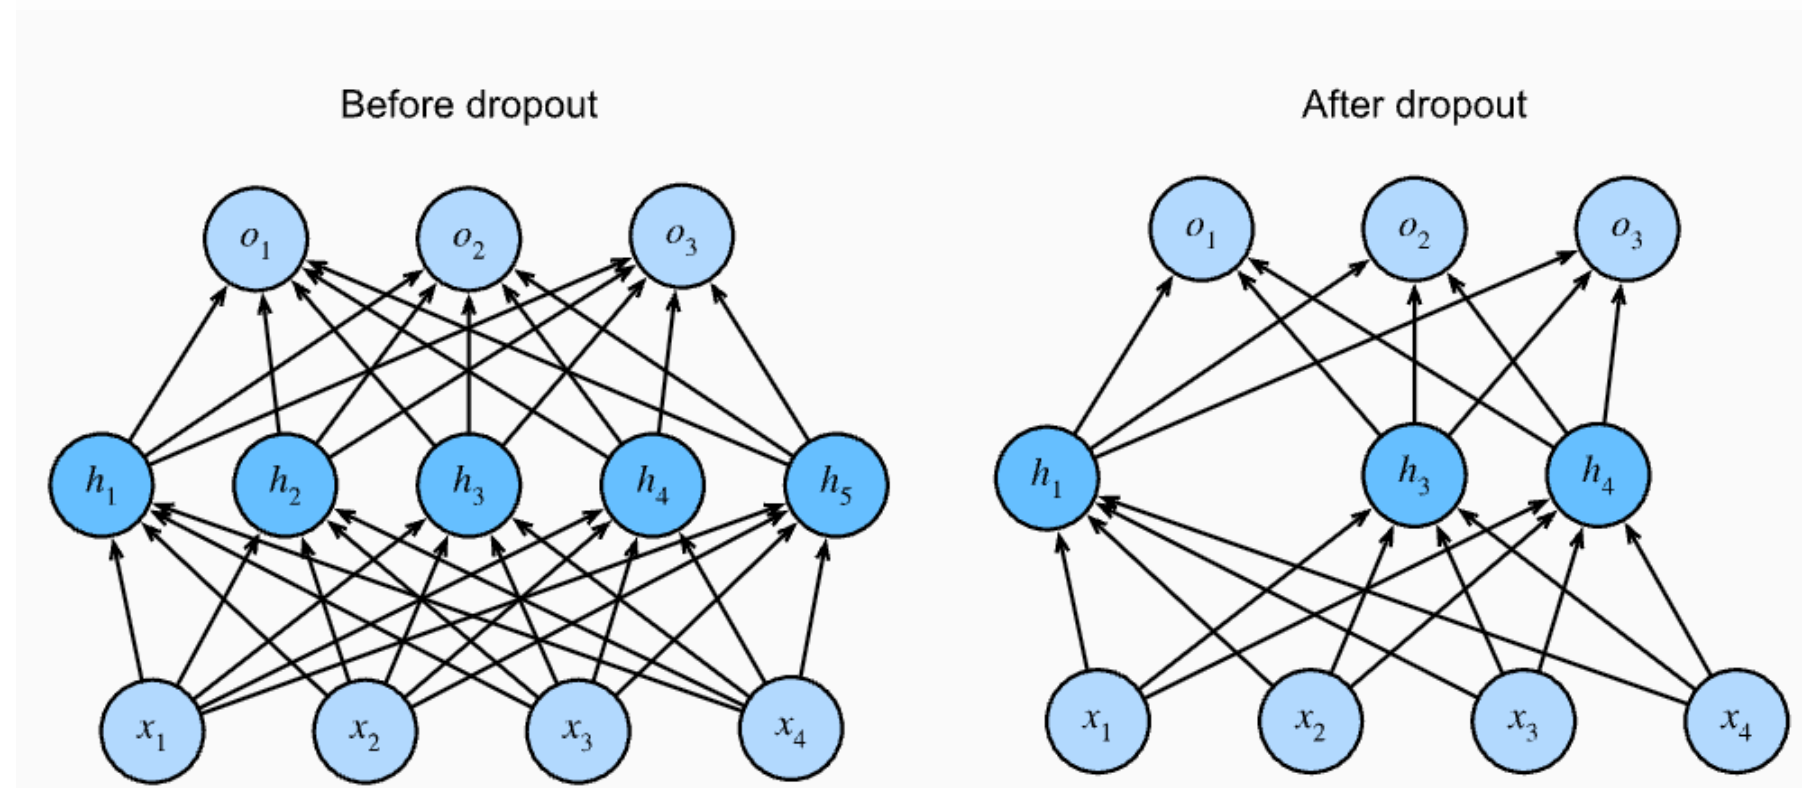 Before dropout
o1 o2 o3
h1 h2 h3 h4 h5
x1 x2 x3 x4
After dropout
o1 o2 o3
h1 h3 h4
x1 x2 x3 x4